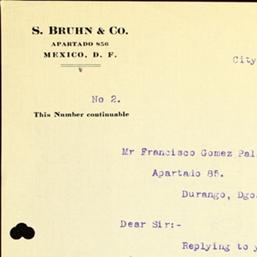 S. BRUHN & CO.
APARTADO 856
MEXICO, D. F.
City
No 2.
This Number continuable
Mr Francisco Gomez Pal
Apartado 85.
Durango, Dgo.
Dear Sir:-
Replying to y